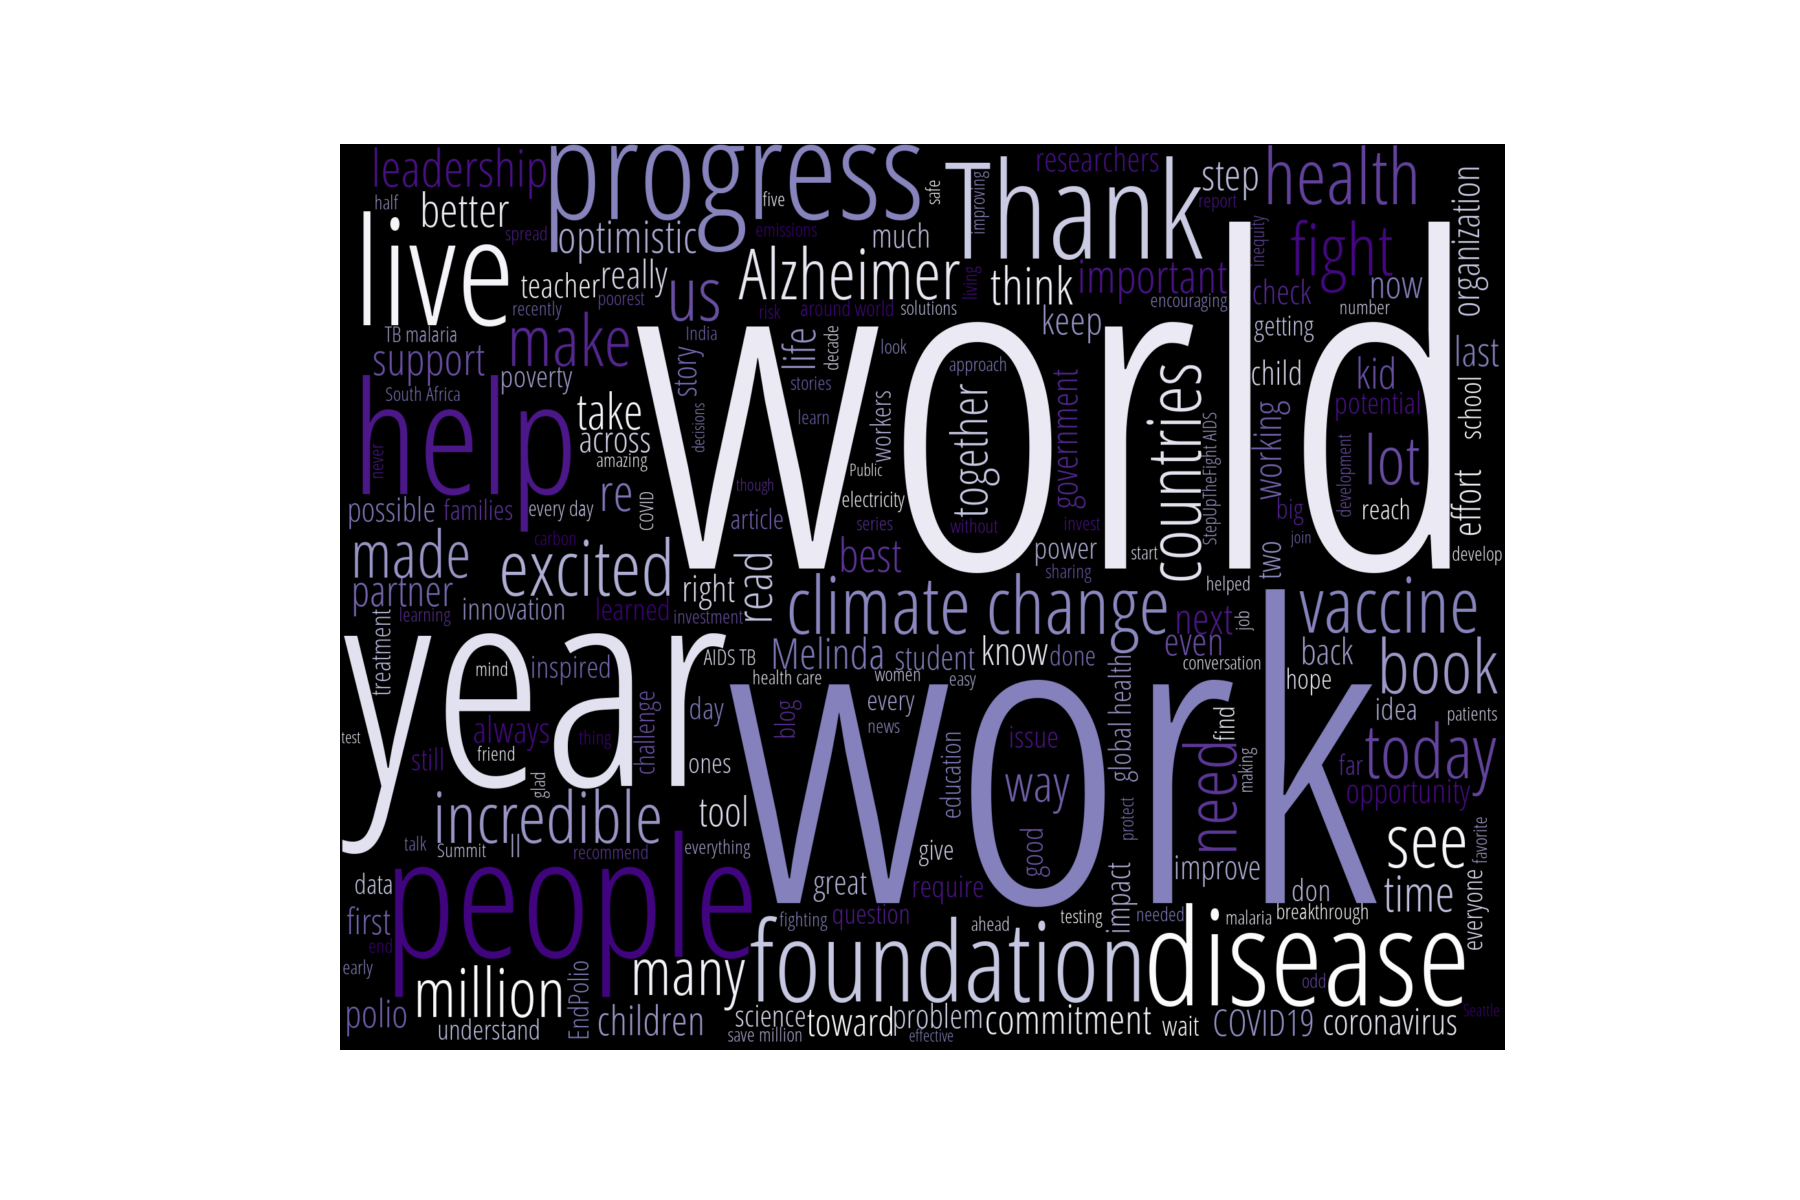 leadership
progress
Thank
researchers
step
health
half
better
five
safe
improving
report
organization
live
spread
optimistic
emissions
much
inequity
fight
teacher
really
us
Alzheimer
think
important
check
now
recently
poorest
risk
around world
solutions
living
encouraging
number
TB malaria
make
India
life
decade
keep
getting
support
poverty
story
look
world
last
South Africa
take
stories
approach
countries
child
kid
help
across
decisions
learn
workers
together
government
StepUpTheFight AIDS
working
potential
school
never
amazing
Public
development
lot
re
COVID
though
electricity
possible
families
every day
article
series
without
invest
big
reach
effort
carbon
join
made
excited
best
power
start
two
develop
partner
right
read
sharing
helped
learning
innovation
learned
investment
climate change
next
job
vaccine
treatment
year
AIDS TB
Melinda
student
know
done
even
back
book
mind
inspired
health care
women
easy
global health
conversation
hope
day
every
work
idea
patients
test
always
thing
challenge
blog
news
issue
find
still
friend
ones
education
way
need
making
far
today
glad
opportunity
incredible
tool
protect
talk
Summit
ll
recommend
everything
give
good
see
favorite
data
people
great
require
impact
improve
don
time
first
fighting
question
ahead
testing
needed
malaria
breakthrough
everyone
end
early
million
EndPolio
many
foundation
disease
odd
polio
understand
children
science
toward
problem
commitment
wait
COVID19
coronavirus
Seattle
save million
effective